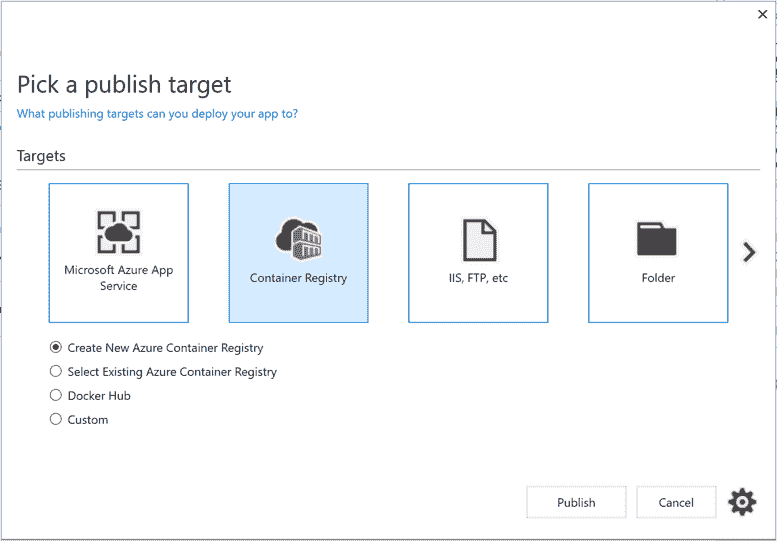 Pick a publish target
What publishing targets can you deploy your app to?
Targets
Microsoft Azure App
Service
Container Registry
IIS, FTP, etc
Folder
Create New Azure Container Registry
Select Existing Azure Container Registry
Docker Hub
Custom
Publish
Cancel